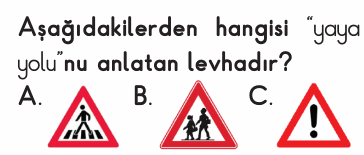 Aşağıdakilerden hangisi “yaya
yolu”nu anlatan levhadır?
A. B. C. !